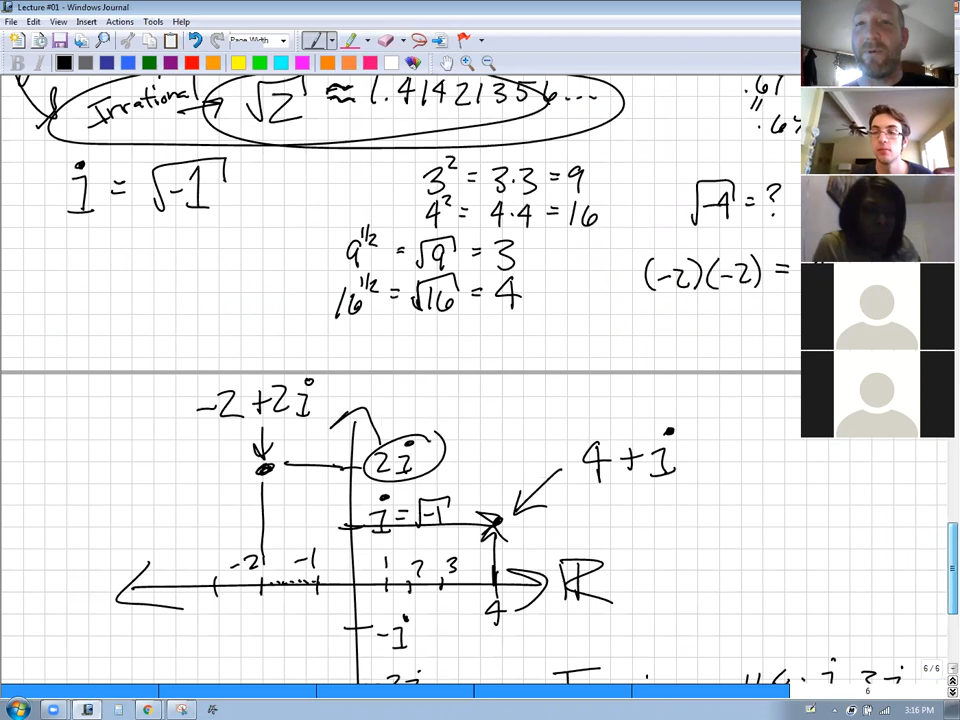 Lecture #01 - Windows Journal
File Edit View Insert Actions Tools Help
Page Width
B I
Irrational → √2 ≈ 1.41421356...
.67
"
i = √-1
3² = 3·3 = 9
4² = 4·4 = 16
√-4 = ?
9^1/2 = √9 = 3
(-2)(-2) =
16^1/2 = √16 = 4
-2+2i
2i
4+i
i = √-1
-2 -1 1 2 3
ℝ
4
-i
6 / 6
6
3:16 PM